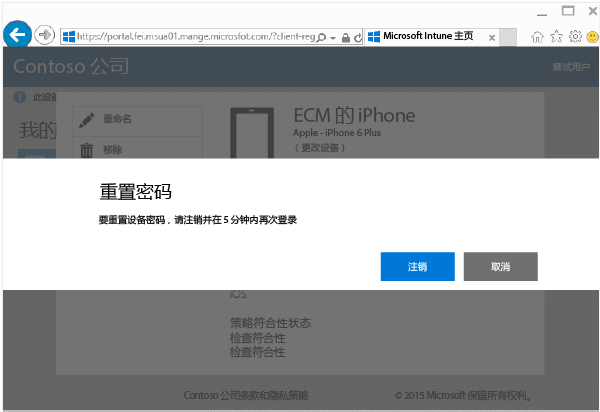 https://portal.fei.msua01.mange.microsfot.com/?client-reg
Microsoft Intune 主页
Contoso 公司
测试用户
此设备
我的
重命名
移除
ECM 的 iPhone
Apple - iPhone 6 Plus
（更改设备）
重置密码
要重置设备密码，请注销并在 5 分钟内再次登录
注销
取消
iOS
策略符合性状态
检查符合性
检查符合性
Contoso 公司条款和隐私策略
© 2015 Microsoft 保留所有权利。